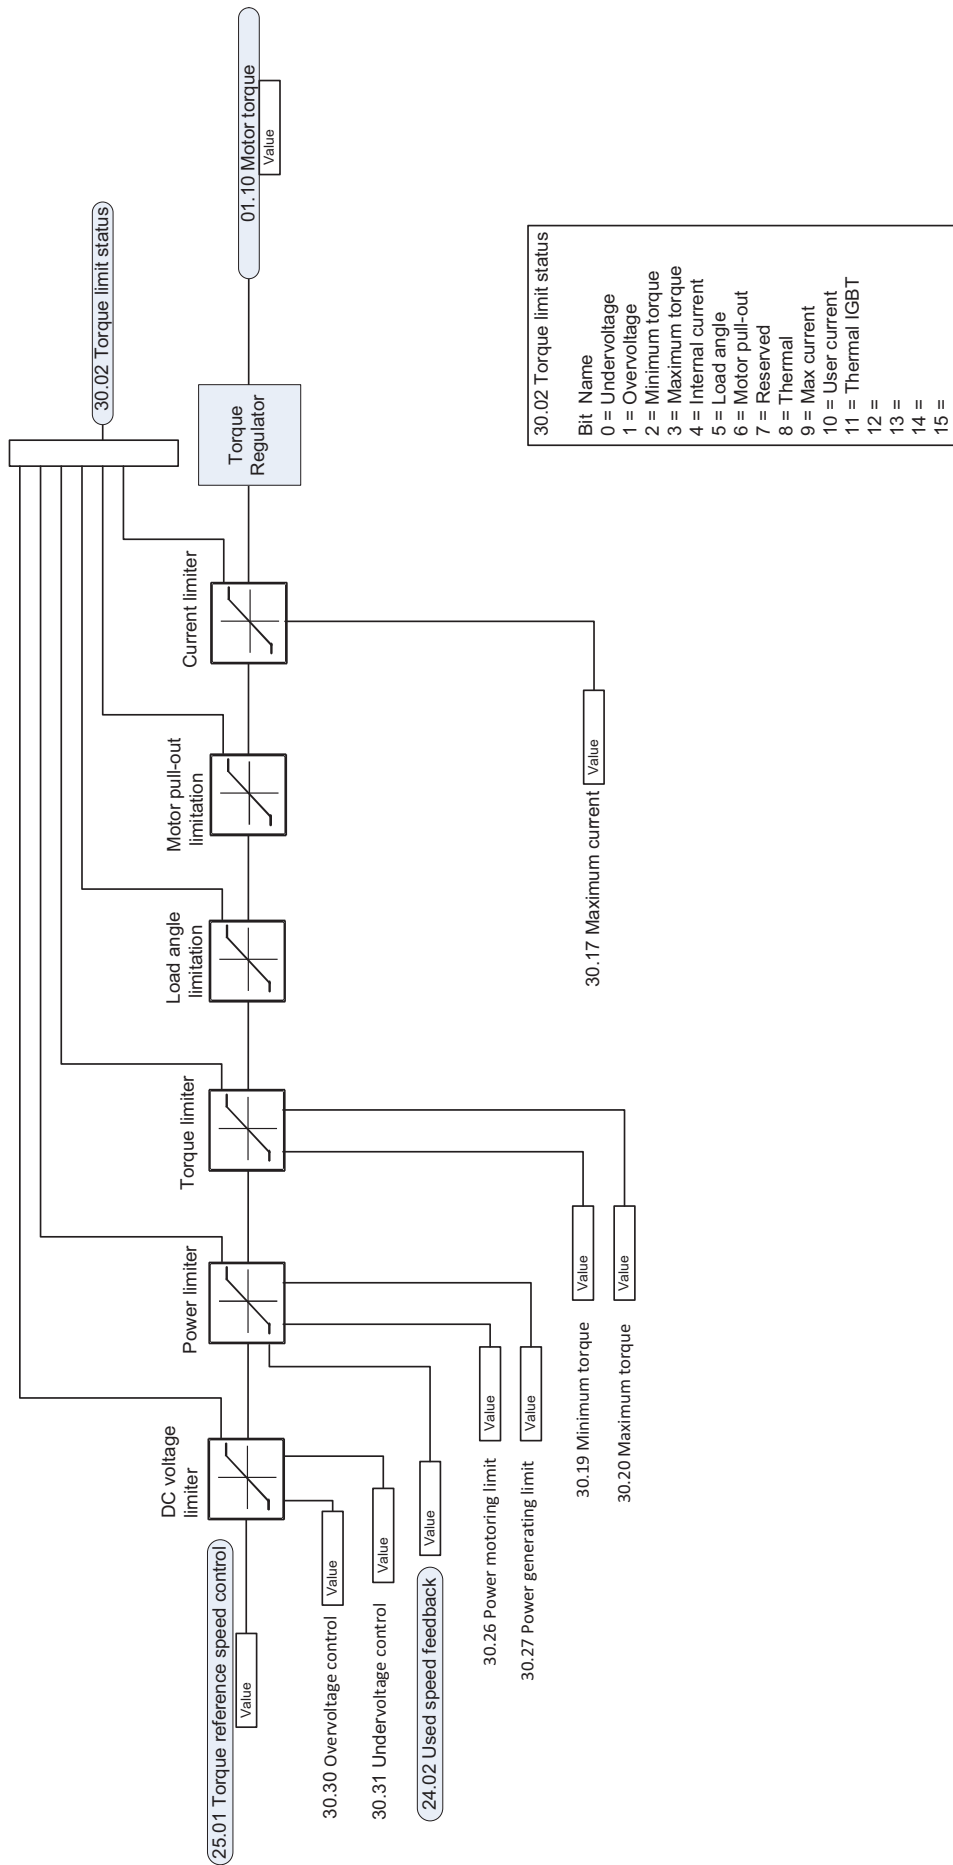 30.02 Torque limit status
01.10 Motor torque
Value
Torque
Regulator
Current limiter
Motor pull-out
limitation
Load angle
limitation
Torque limiter
Power limiter
DC voltage
limiter
25.01 Torque reference speed control
Value
30.30 Overvoltage control
Value
30.31 Undervoltage control
Value
24.02 Used speed feedback
Value
30.26 Power motoring limit
Value
30.27 Power generating limit
Value
30.19 Minimum torque
Value
30.20 Maximum torque
Value
30.17 Maximum current
Value
30.02 Torque limit status
Bit Name
0 = Undervoltage
1 = Overvoltage
2 = Minimum torque
3 = Maximum torque
4 = Internal current
5 = Load angle
6 = Motor pull-out
7 = Reserved
8 = Thermal
9 = Max current
10 = User current
11 = Thermal IGBT
12 =
13 =
14 =
15 =